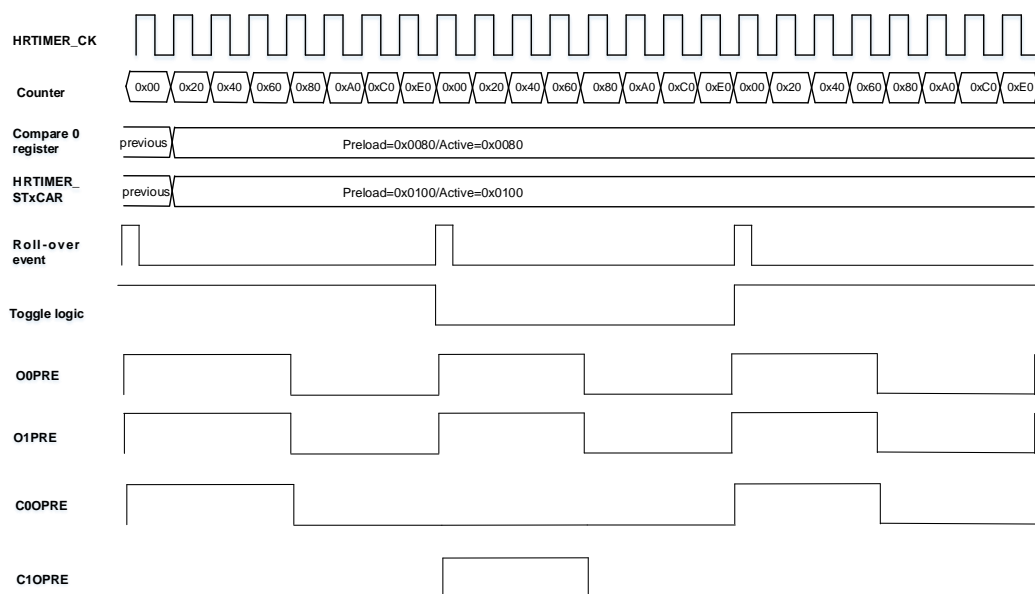 HRTIMER_CK
Counter
0x00 0x20 0x40 0x60 0x80 0xA0 0xC0 0xE0 0x00 0x20 0x40 0x60 0x80 0xA0 0xC0 0xE0 0x00 0x20 0x40 0x60 0x80 0xA0 0xC0 0xE0
Compare 0
register
previous
Preload=0x0080/Active=0x0080
HRTIMER_
STxCAR
previous
Preload=0x0100/Active=0x0100
Roll-over
event
Toggle logic
O0PRE
O1PRE
C0OPRE
C1OPRE